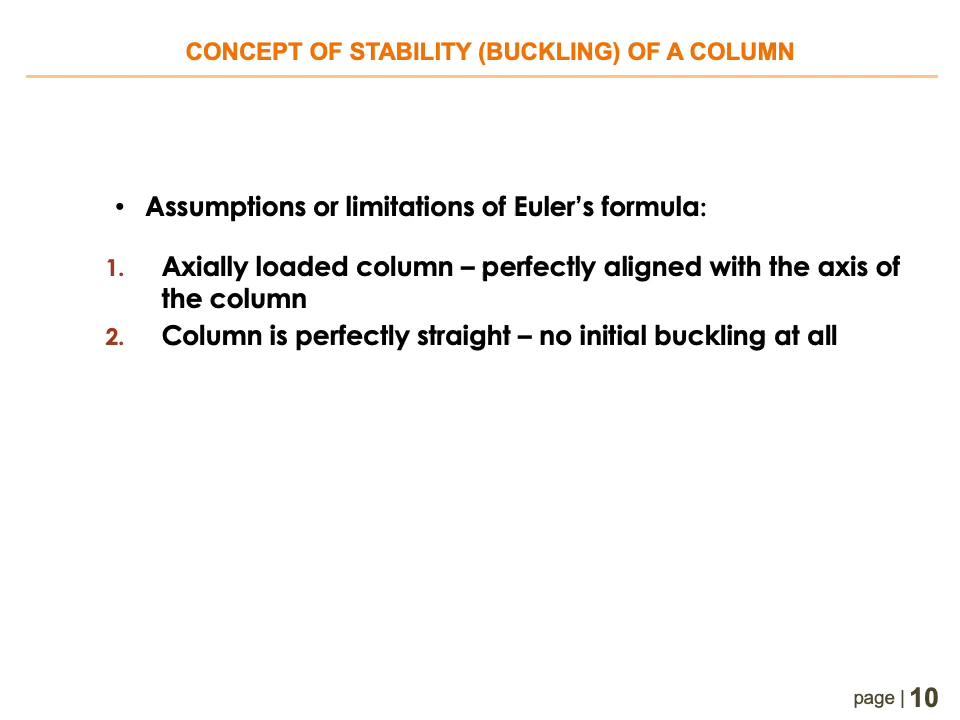 CONCEPT OF STABILITY (BUCKLING) OF A COLUMN
• Assumptions or limitations of Euler’s formula:
1. Axially loaded column – perfectly aligned with the axis of
the column
2. Column is perfectly straight – no initial buckling at all
page | 10